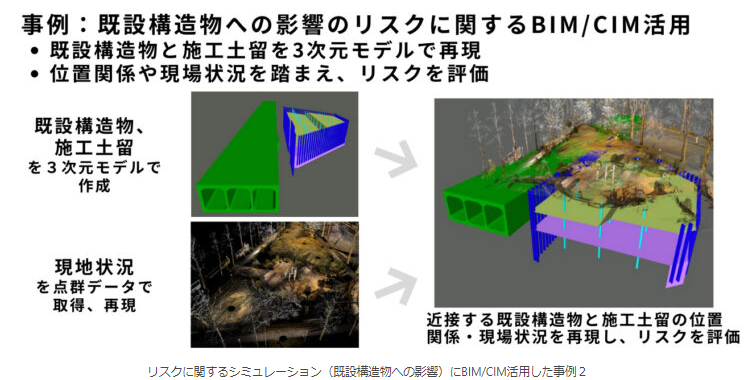 事例：既設構造物への影響のリスクに関するBIM/CIM活用
• 既設構造物と施工土留を3次元モデルで再現
• 位置関係や現場状況を踏まえ、リスクを評価
既設構造物、
施工土留
を３次元モデルで
作成
現地状況
を点群データで
取得、再現
近接する既設構造物と施工土留の位置
関係・現場状況を再現し、リスクを評価
リスクに関するシミュレーション（既設構造物への影響）にBIM/CIM活用した事例２